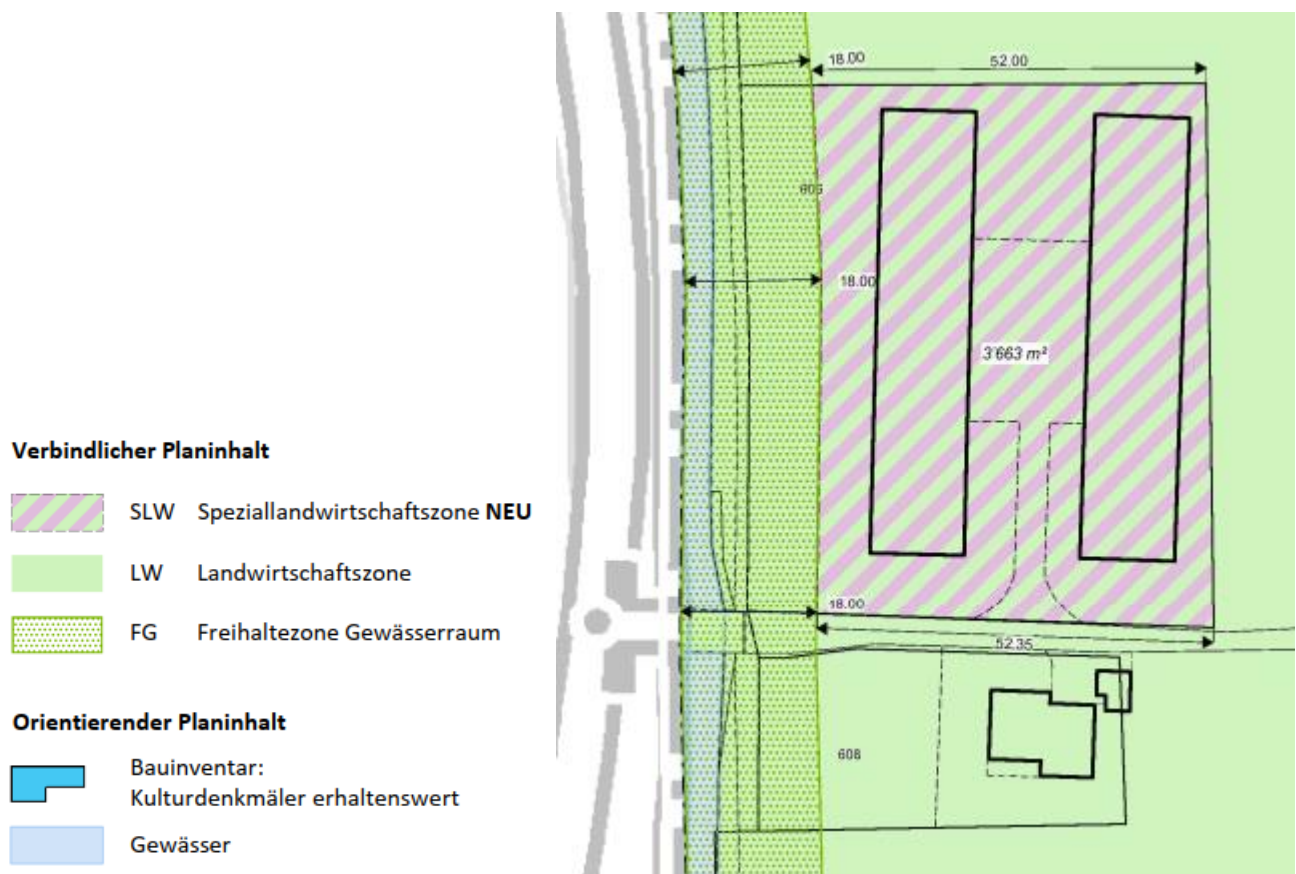 Verbindlicher Planinhalt
SLW Speziallandwirtschaftszone NEU
LW Landwirtschaftszone
FG Freihaltezone Gewässerraum
Orientierender Planinhalt
Bauinventar:
Kulturdenkmäler erhaltenswert
Gewässer
18.00
52.00
18.00
3'663 m²
18.00
52.35
608